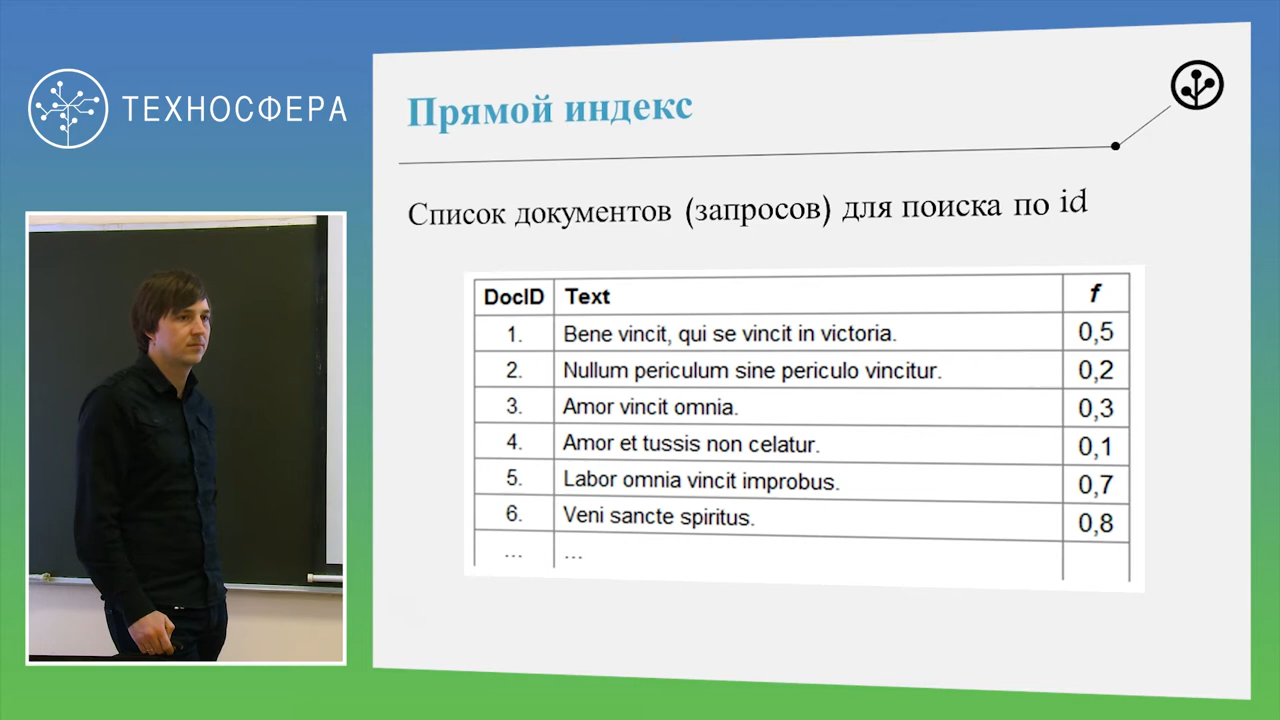 ТЕХНОСФЕРА
Прямой индекс
Список документов (запросов) для поиска по id
DocID Text f
1. Bene vincit, qui se vincit in victoria. 0,5
2. Nullum periculum sine periculo vincitur. 0,2
3. Amor vincit omnia. 0,3
4. Amor et tussis non celatur. 0,1
5. Labor omnia vincit improbus. 0,7
6. Veni sancte spiritus. 0,8
... ...